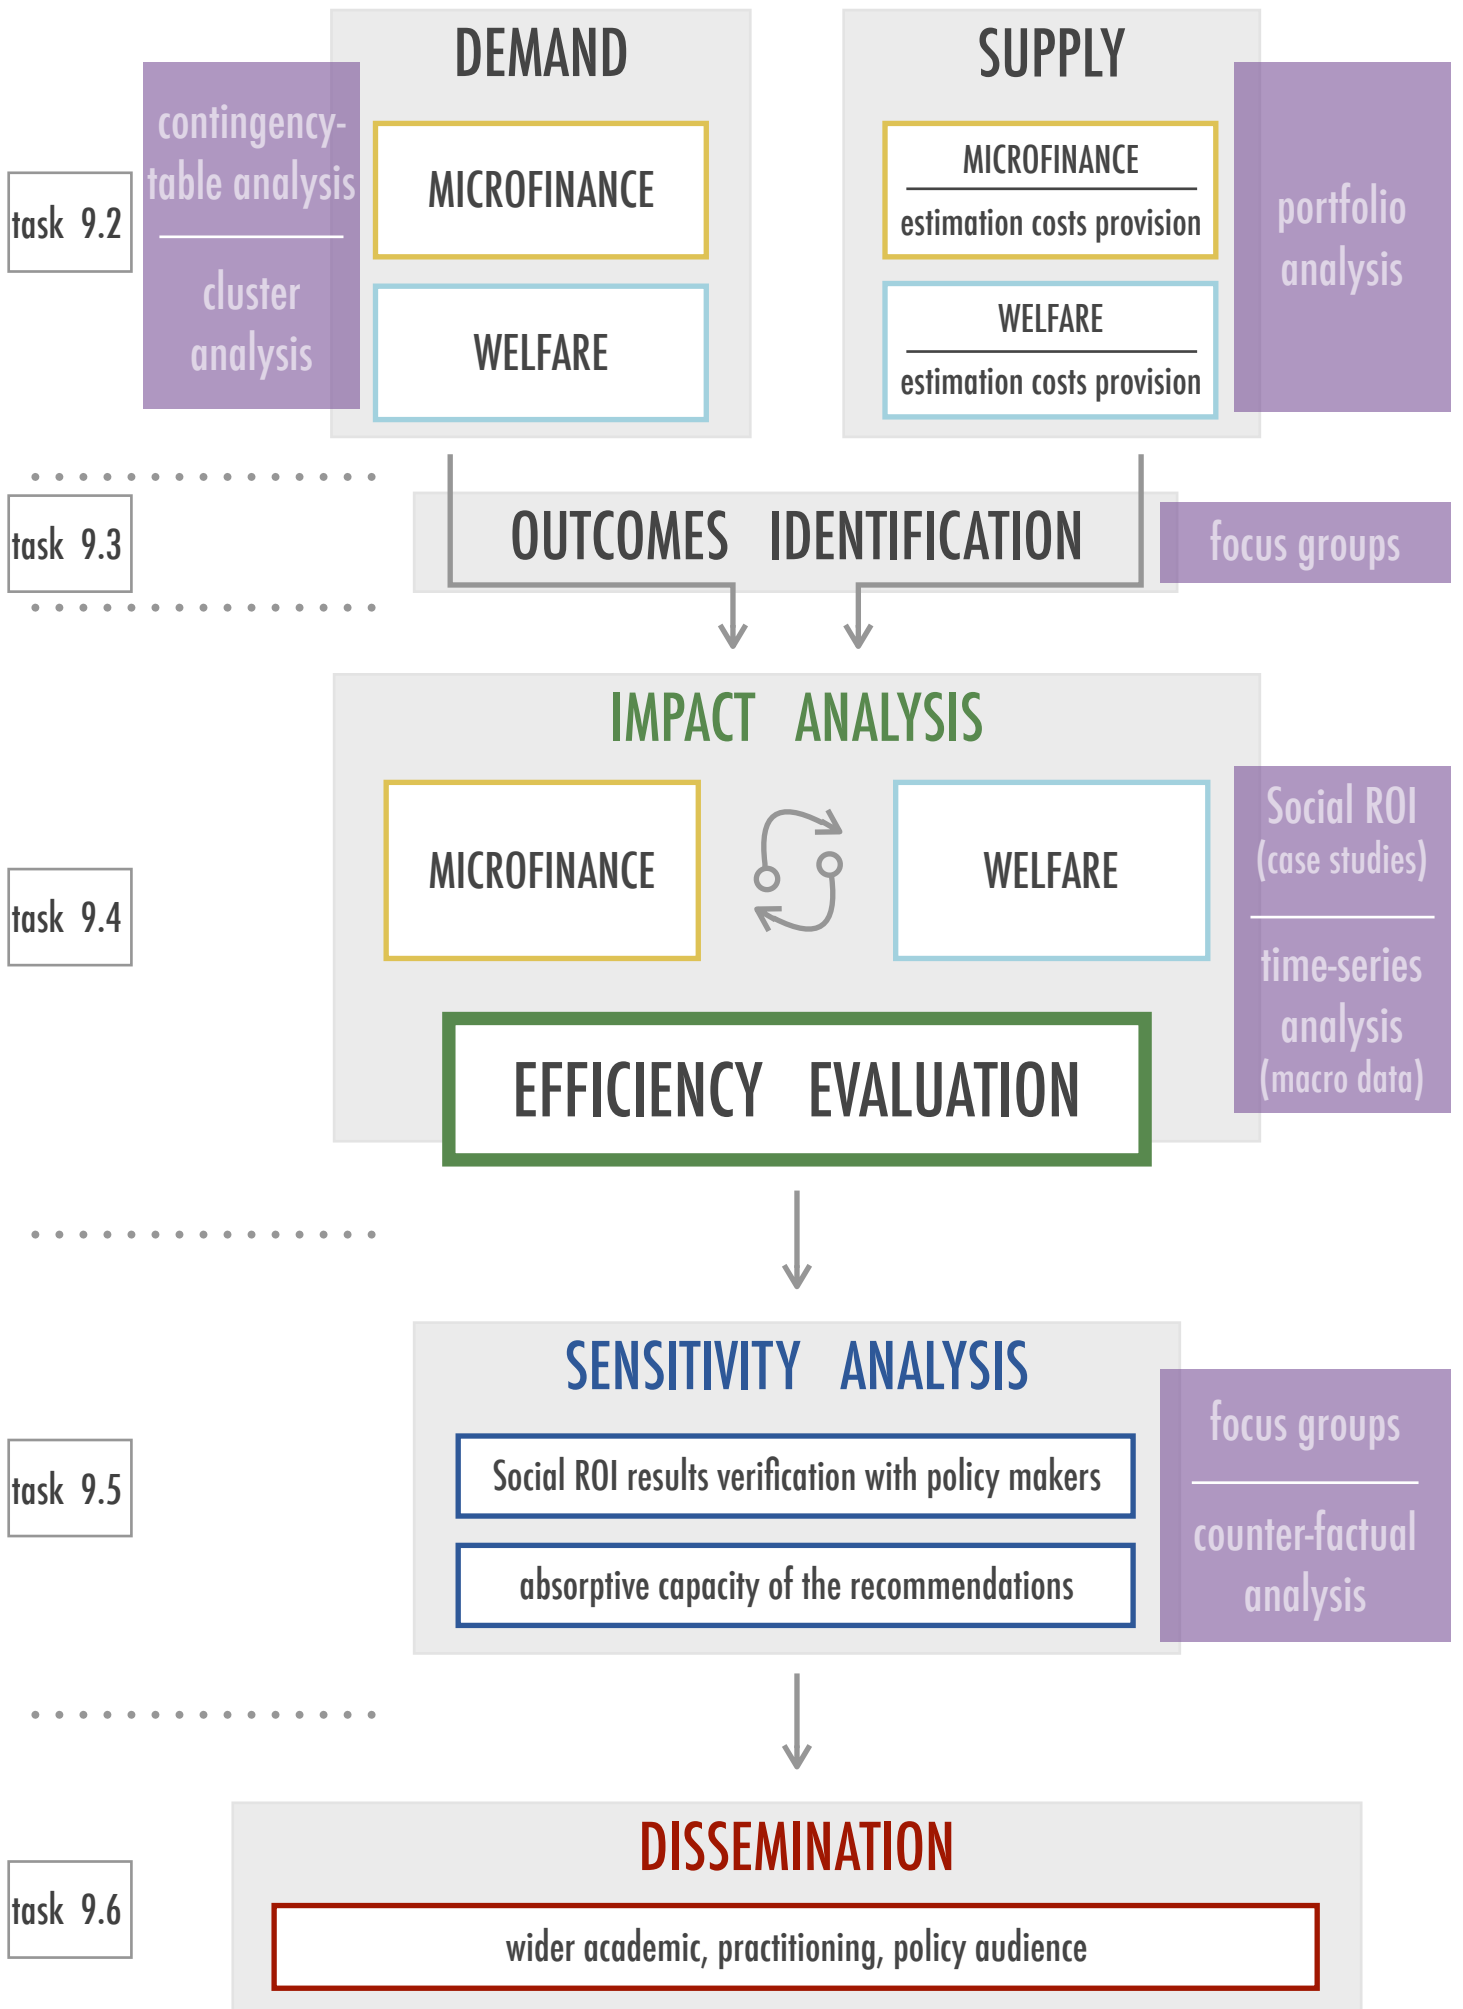 DEMAND
SUPPLY
task 9.2
contingency-
table analysis
cluster
analysis
MICROFINANCE
WELFARE
MICROFINANCE
estimation costs provision
WELFARE
estimation costs provision
portfolio
analysis
task 9.3
OUTCOMES IDENTIFICATION
focus groups
IMPACT ANALYSIS
task 9.4
MICROFINANCE
WELFARE
Social ROI
(case studies)
time-series
analysis
(macro data)
EFFICIENCY EVALUATION
SENSITIVITY ANALYSIS
task 9.5
Social ROI results verification with policy makers
absorptive capacity of the recommendations
focus groups
counter-factual
analysis
DISSEMINATION
task 9.6
wider academic, practitioning, policy audience